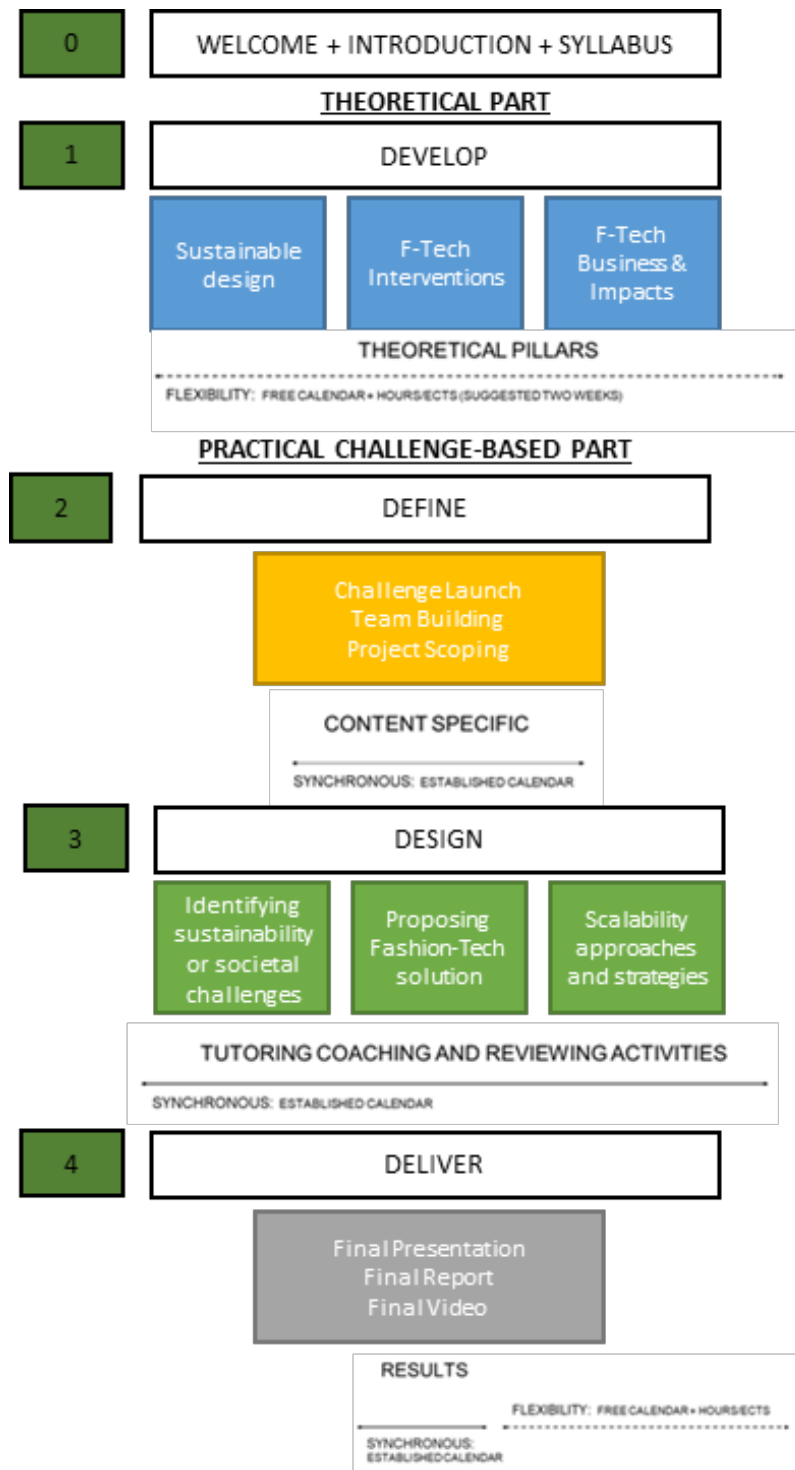 0
WELCOME + INTRODUCTION + SYLLABUS
THEORETICAL PART
1
DEVELOP
Sustainable
design
F-Tech
Interventions
F-Tech
Business &
Impacts
THEORETICAL PILLARS
FLEXIBILITY: FREE CALENDAR + HOURS/ECTS (SUGGESTED TWO WEEKS)
PRACTICAL CHALLENGE-BASED PART
2
DEFINE
Challenge Launch
Team Building
Project Scoping
CONTENT SPECIFIC
SYNCHRONOUS: ESTABLISHED CALENDAR
3
DESIGN
Identifying
sustainability
or societal
challenges
Proposing
Fashion-Tech
solution
Scalability
approaches
and strategies
TUTORING COACHING AND REVIEWING ACTIVITIES
SYNCHRONOUS: ESTABLISHED CALENDAR
4
DELIVER
Final Presentation
Final Report
Final Video
RESULTS
FLEXIBILITY: FREE CALENDAR + HOURS/ECTS
SYNCHRONOUS:
ESTABLISHED CALENDAR